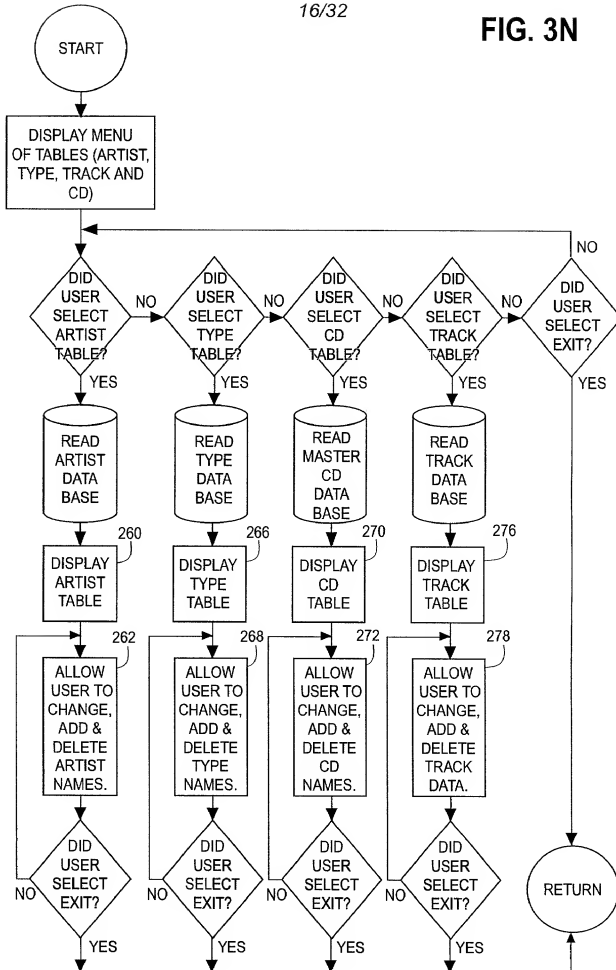 16/32
FIG. 3N
START
DISPLAY MENU
OF TABLES (ARTIST,
TYPE, TRACK AND
CD)
DID
USER
SELECT
ARTIST
TABLE?
NO
DID
USER
SELECT
TYPE
TABLE?
NO
DID
USER
SELECT
CD
TABLE?
NO
DID
USER
SELECT
TRACK
TABLE?
NO
NO
DID
USER
SELECT
EXIT?
YES
YES
YES
YES
YES
READ
ARTIST
DATA
BASE
READ
TYPE
DATA
BASE
READ
MASTER
CD
DATA
BASE
READ
TRACK
DATA
BASE
260
DISPLAY
ARTIST
TABLE
266
DISPLAY
TYPE
TABLE
270
DISPLAY
CD
TABLE
276
DISPLAY
TRACK
TABLE
262
ALLOW
USER TO
CHANGE,
ADD &
DELETE
ARTIST
NAMES.
268
ALLOW
USER TO
CHANGE,
ADD &
DELETE
TYPE
NAMES.
272
ALLOW
USER TO
CHANGE,
ADD &
DELETE
CD
NAMES.
278
ALLOW
USER TO
CHANGE,
ADD &
DELETE
TRACK
DATA.
DID
USER
SELECT
EXIT?
NO
YES
DID
USER
SELECT
EXIT?
NO
YES
DID
USER
SELECT
EXIT?
NO
YES
DID
USER
SELECT
EXIT?
NO
YES
RETURN